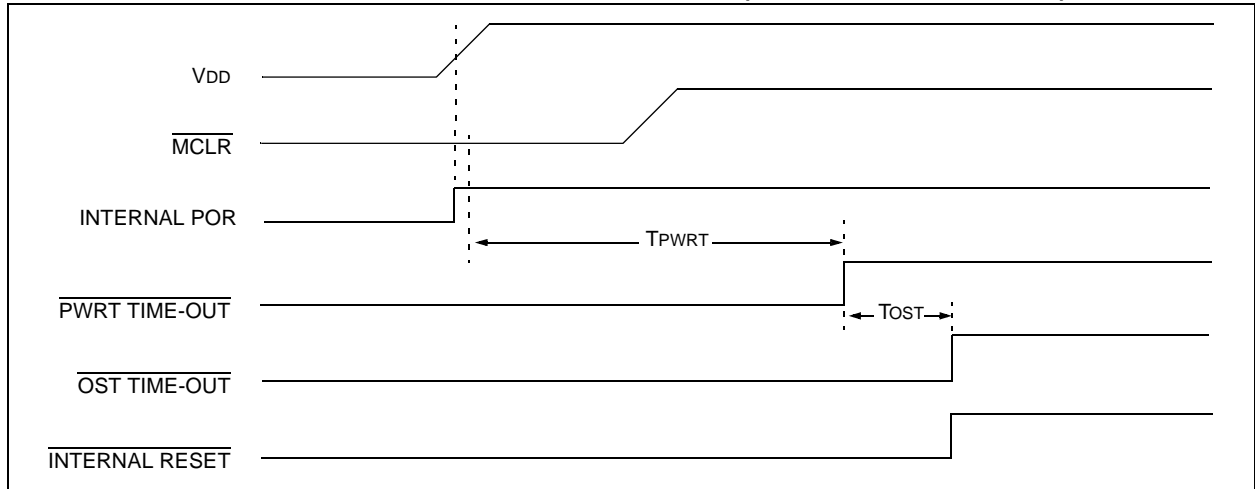 VDD
MCLR
INTERNAL POR
TPWRT
PWRT TIME-OUT
TOST
OST TIME-OUT
INTERNAL RESET